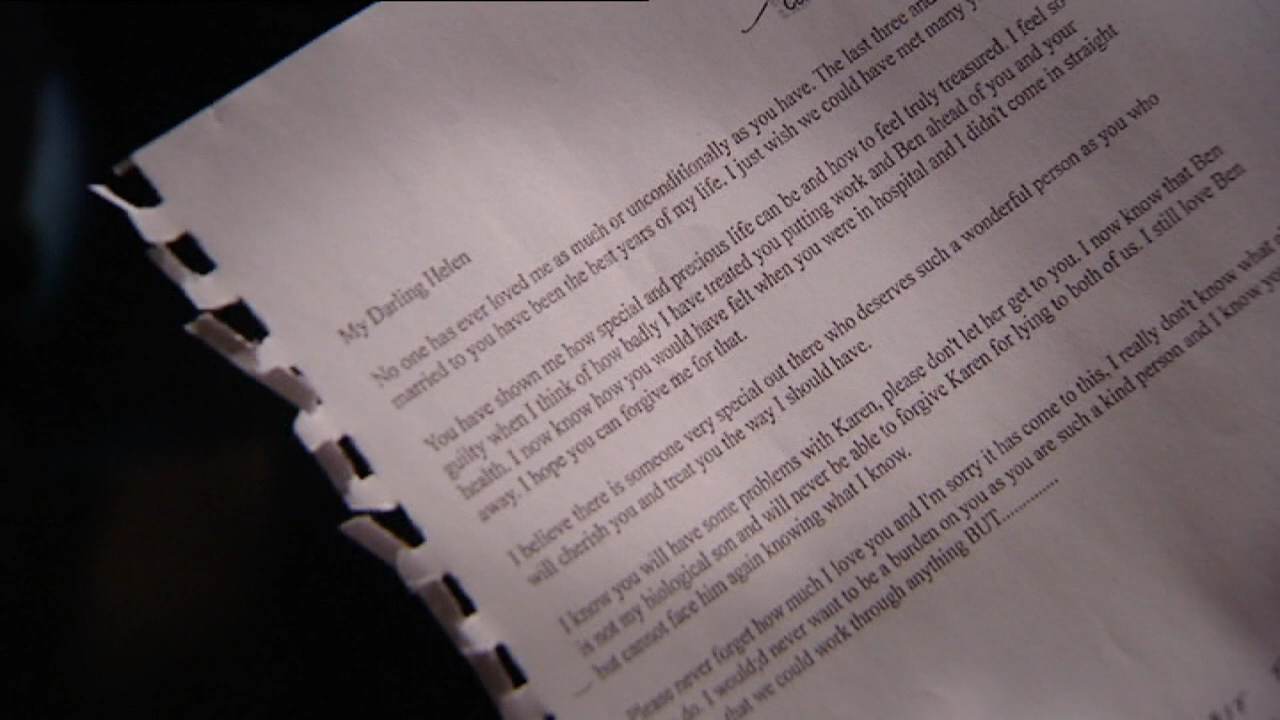 My Darling Helen
No one has ever loved me as much or unconditionally as you have. The last three and
married to you have been the best years of my life. I just wish we could have met many
You have shown me how special and precious life can be and how to feel truly treasured. I feel so
guilty when I think of how badly I have treated you putting work and Ben ahead of you and your
health. I now know how you would have felt when you were in hospital and I didn't come in straight
away. I hope you can forgive me for that.
I believe there is someone very special out there who deserves such a wonderful person as you who
will cherish you and treat you the way I should have.
I know you will have some problems with Karen, please don't let her get to you. I now know that Ben
is not my biological son and will never be able to forgive Karen for lying to both of us. I still love Ben
but cannot face him again knowing what I know.
Please never forget how much I love you and I'm sorry it has come to this, I really don't know what
do. I would;d never want to be a burden on you as you are such a kind person and I know
that we could work through anything BUT.............